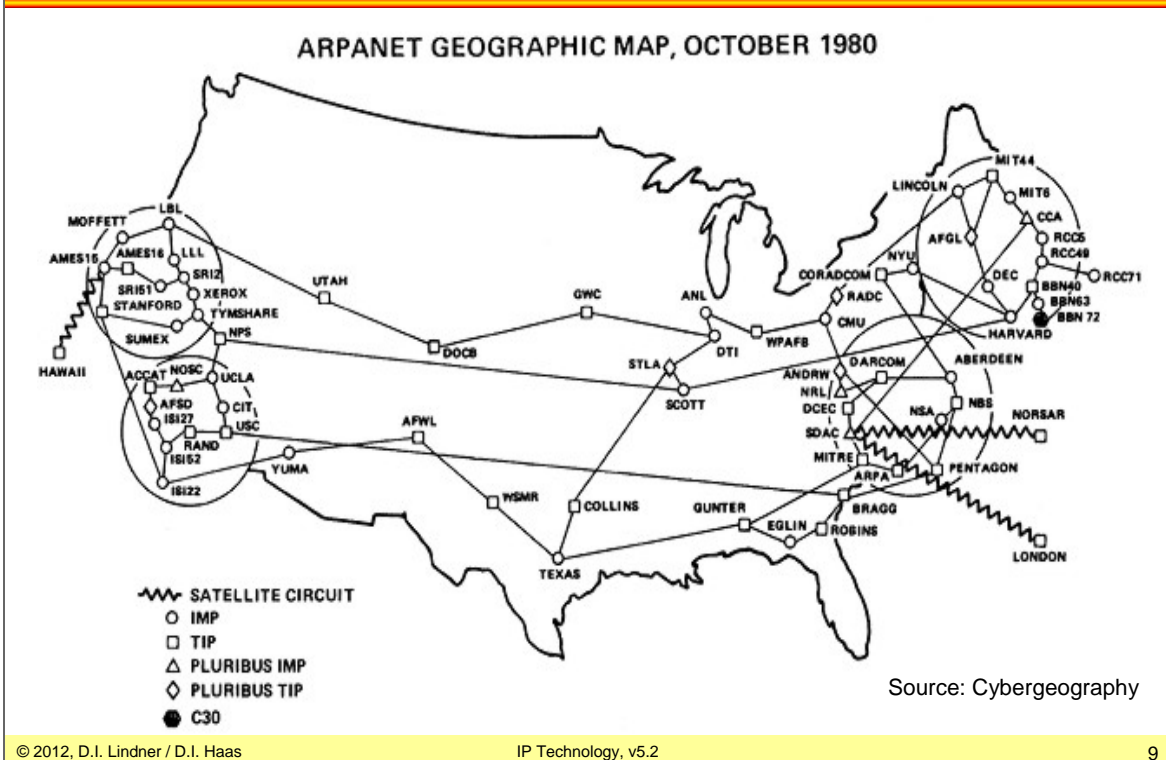 ARPANET GEOGRAPHIC MAP, OCTOBER 1980
MIT44
LINCOLN
MIT6
CCA
AFGL
RCC5
RCC49
RCC71
NYU
DEC
BBN40
BBN63
BBN 72
HARVARD
CORADCOM
RADC
CMU
LBL
MOFFETT
AMES15
AMES16
LLL
SRI2
SRI51
XEROX
STANFORD
TYMSHARE
SUMEX
NPS
HAWAII
UTAH
DOCB
GWC
ANL
DTI
WPAFB
STLA
SCOTT
DARCOM
ABERDEEN
ANDRW
NRL
DCEC
NSA
NBS
NORSAR
SDAC
MITRE
ARPA
PENTAGON
ACCAT
NOSC
UCLA
AFSD
CIT
ISI27
USC
RAND
ISI52
ISI22
YUMA
AFWL
WSMR
COLLINS
TEXAS
GUNTER
EGLIN
ROBINS
BRAGG
LONDON
SATELLITE CIRCUIT
IMP
TIP
PLURIBUS IMP
PLURIBUS TIP
C30
Source: Cybergeography
© 2012, D.I. Lindner / D.I. Haas
IP Technology, v5.2
9